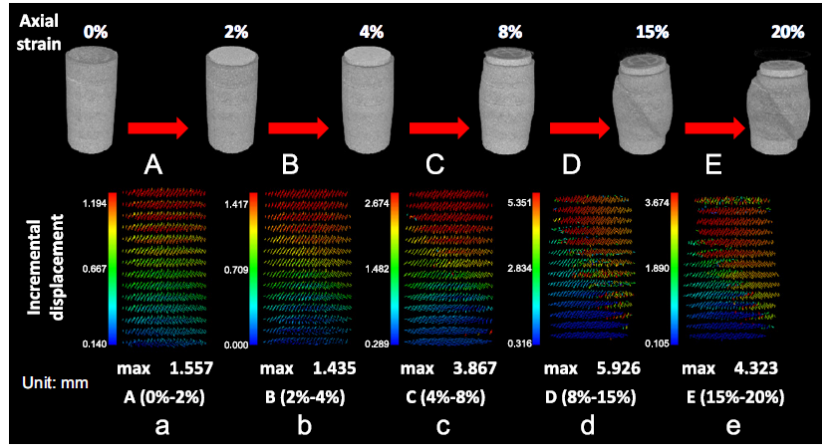 Axial strain
0% 2% 4% 8% 15% 20%
A B C D E
Incremental displacement
1.194 1.417 2.674 5.351 3.674
0.667 0.709 1.482 2.834 1.890
0.140 0.000 0.289 0.316 0.105
max 1.557 max 1.435 max 3.867 max 5.926 max 4.323
Unit: mm
A (0%-2%) B (2%-4%) C (4%-8%) D (8%-15%) E (15%-20%)
a b c d e